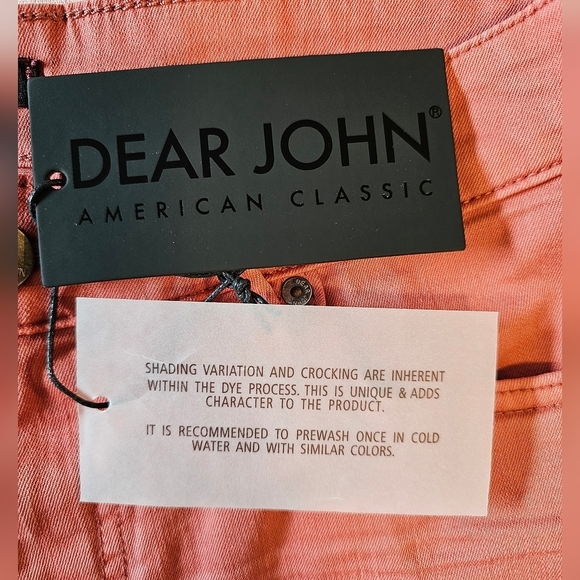 DEAR JOHN®
AMERICAN CLASSIC
SHADING VARIATION AND CROCKING ARE INHERENT
WITHIN THE DYE PROCESS. THIS IS UNIQUE & ADDS
CHARACTER TO THE PRODUCT.
IT IS RECOMMENDED TO PREWASH ONCE IN COLD
WATER AND WITH SIMILAR COLORS.